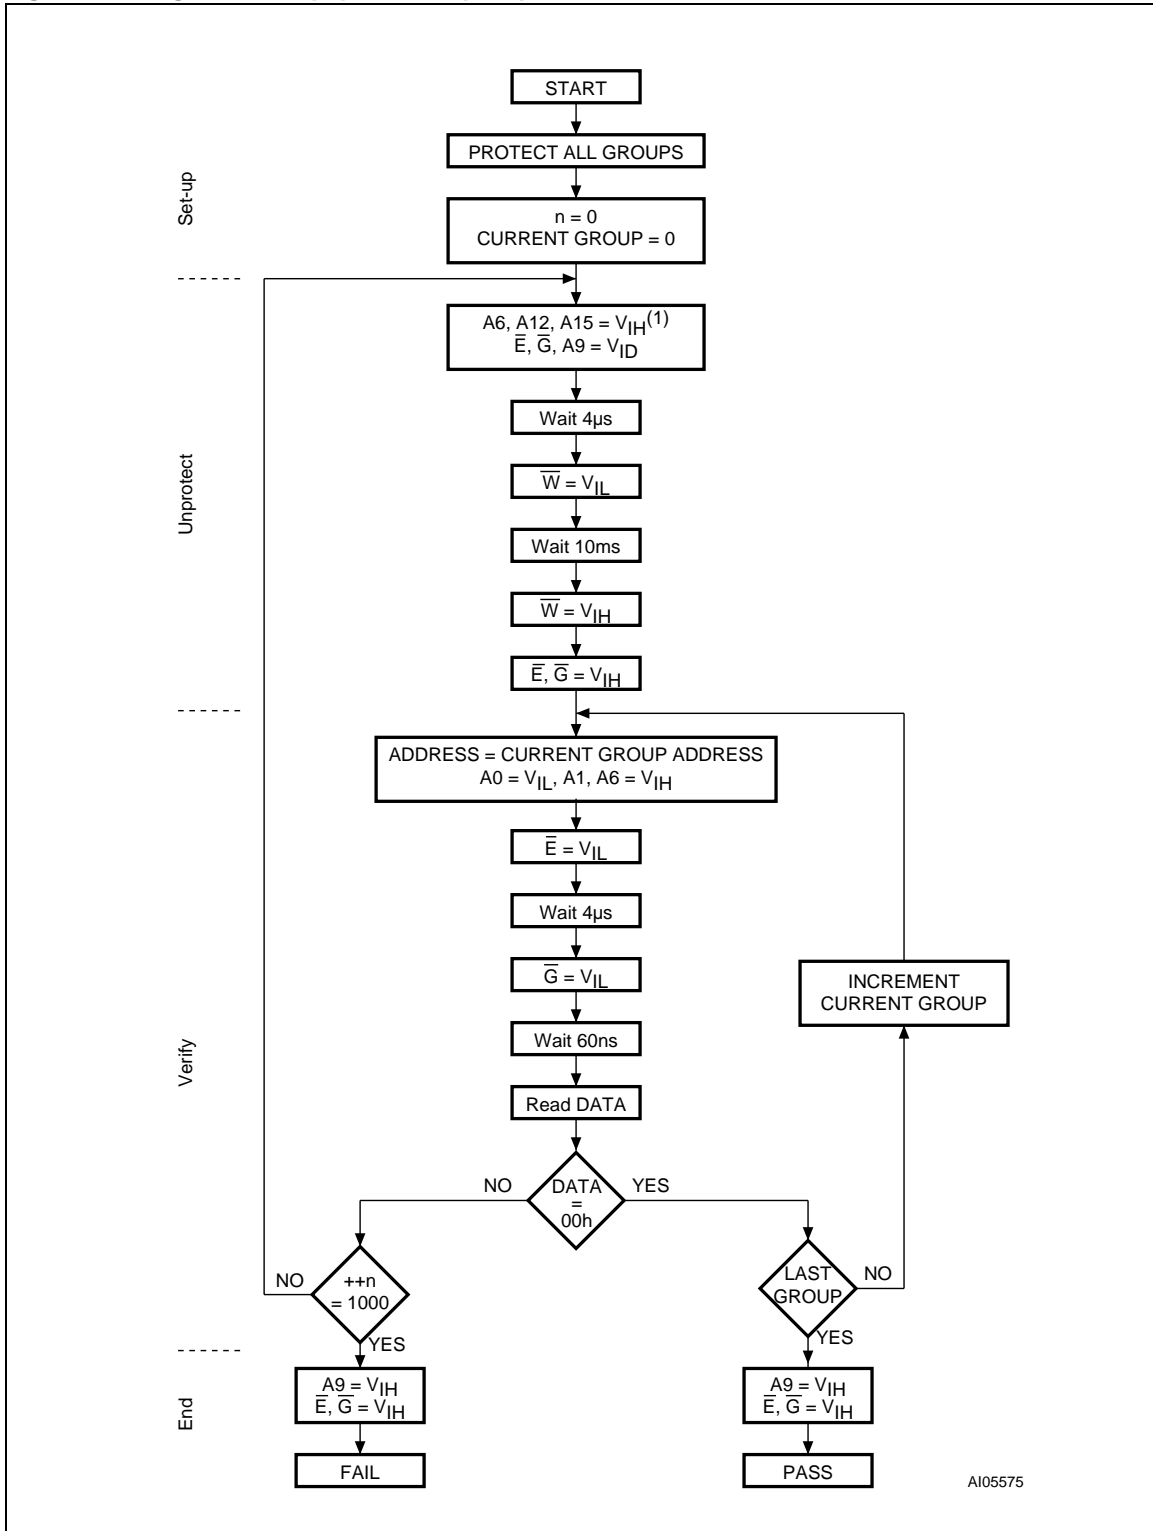 START
PROTECT ALL GROUPS
Set-up
n = 0
CURRENT GROUP = 0
A6, A12, A15 = VIH(1)
E̅, G̅, A9 = VID
Wait 4µs
W̅ = VIL
Unprotect
Wait 10ms
W̅ = VIH
E̅, G̅ = VIH
ADDRESS = CURRENT GROUP ADDRESS
A0 = VIL, A1, A6 = VIH
E̅ = VIL
Wait 4µs
G̅ = VIL
INCREMENT
CURRENT GROUP
Wait 60ns
Verify
Read DATA
NO
DATA
=
00h
YES
NO
++n
= 1000
YES
LAST
GROUP
NO
YES
End
A9 = VIH
E̅, G̅ = VIH
A9 = VIH
E̅, G̅ = VIH
FAIL
PASS
AI05575